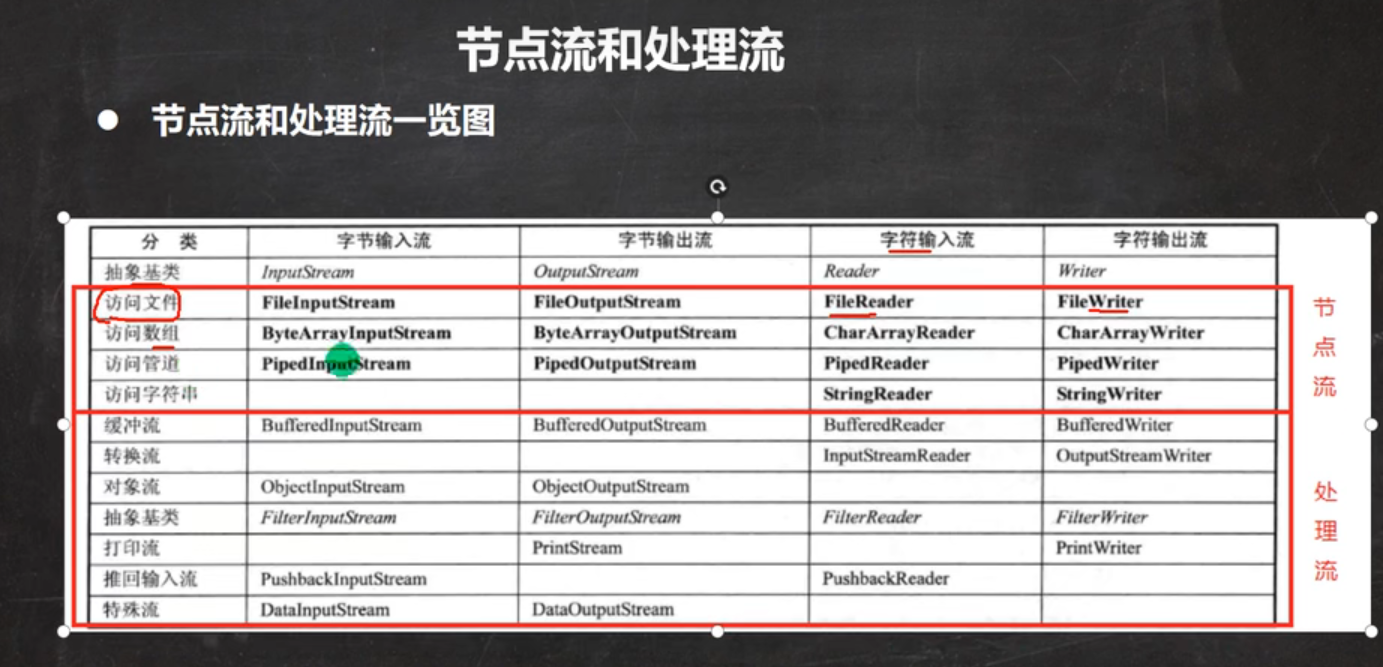 节点流和处理流
● 节点流和处理流一览图
分 类 字节输入流 字节输出流 字符输入流 字符输出流
抽象基类 InputStream OutputStream Reader Writer
访问文件 FileInputStream FileOutputStream FileReader FileWriter
访问数组 ByteArrayInputStream ByteArrayOutputStream CharArrayReader CharArrayWriter
访问管道 PipedInputStream PipedOutputStream PipedReader PipedWriter
访问字符串 StringReader StringWriter
缓冲流 BufferedInputStream BufferedOutputStream BufferedReader BufferedWriter
转换流 InputStreamReader OutputStreamWriter
对象流 ObjectInputStream ObjectOutputStream
抽象基类 FilterInputStream FilterOutputStream FilterReader FilterWriter
打印流 PrintStream PrintWriter
推回输入流 PushbackInputStream PushbackReader
特殊流 DataInputStream DataOutputStream
节
点
流
处
理
流